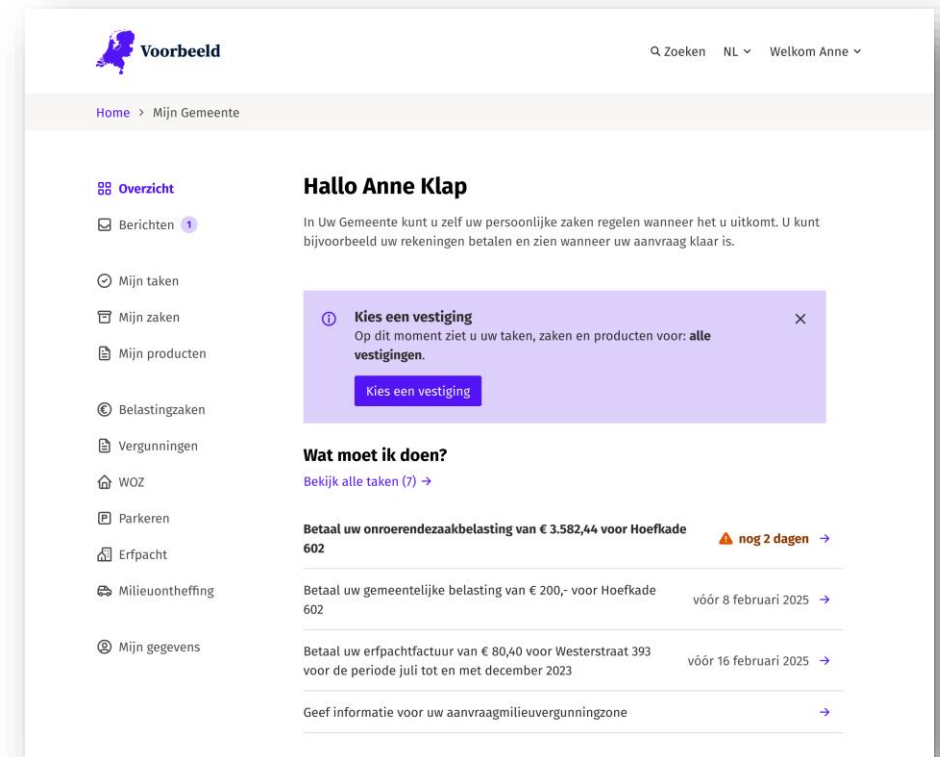 Voorbeeld
Zoeken NL Welkom Anne
Home > Mijn Gemeente
Overzicht
Berichten 1
Mijn taken
Mijn zaken
Mijn producten
Belastingzaken
Vergunningen
WOZ
Parkeren
Erfpacht
Milieuontheffing
Mijn gegevens
Hallo Anne Klap
In Uw Gemeente kunt u zelf uw persoonlijke zaken regelen wanneer het u uitkomt. U kunt
bijvoorbeeld uw rekeningen betalen en zien wanneer uw aanvraag klaar is.
Kies een vestiging
Op dit moment ziet u uw taken, zaken en producten voor: alle
vestigingen.
Kies een vestiging
Wat moet ik doen?
Bekijk alle taken (7) →
Betaal uw onroerendezaakbelasting van € 3.582,44 voor Hoefkade
602
nog 2 dagen →
Betaal uw gemeentelijke belasting van € 200,- voor Hoefkade
602
vóór 8 februari 2025 →
Betaal uw erfpachtfactuur van € 80,40 voor Westerstraat 393
voor de periode juli tot en met december 2023
vóór 16 februari 2025 →
Geef informatie voor uw aanvraagmilieuvergunningzone →